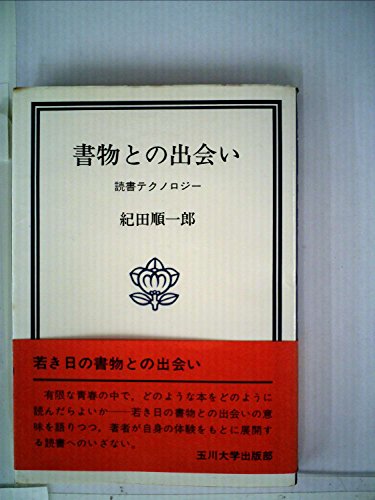 書物との出会い
読書テクノロジー
紀田順一郎
若き日の書物との出会い
有限な青春の中で、どのような本をどのように
読んだらよいか——若き日の書物との出会いの意
味を語りつつ。著者が自身の体験をもとに展開す
る読書へのいざない。
玉川大学出版部